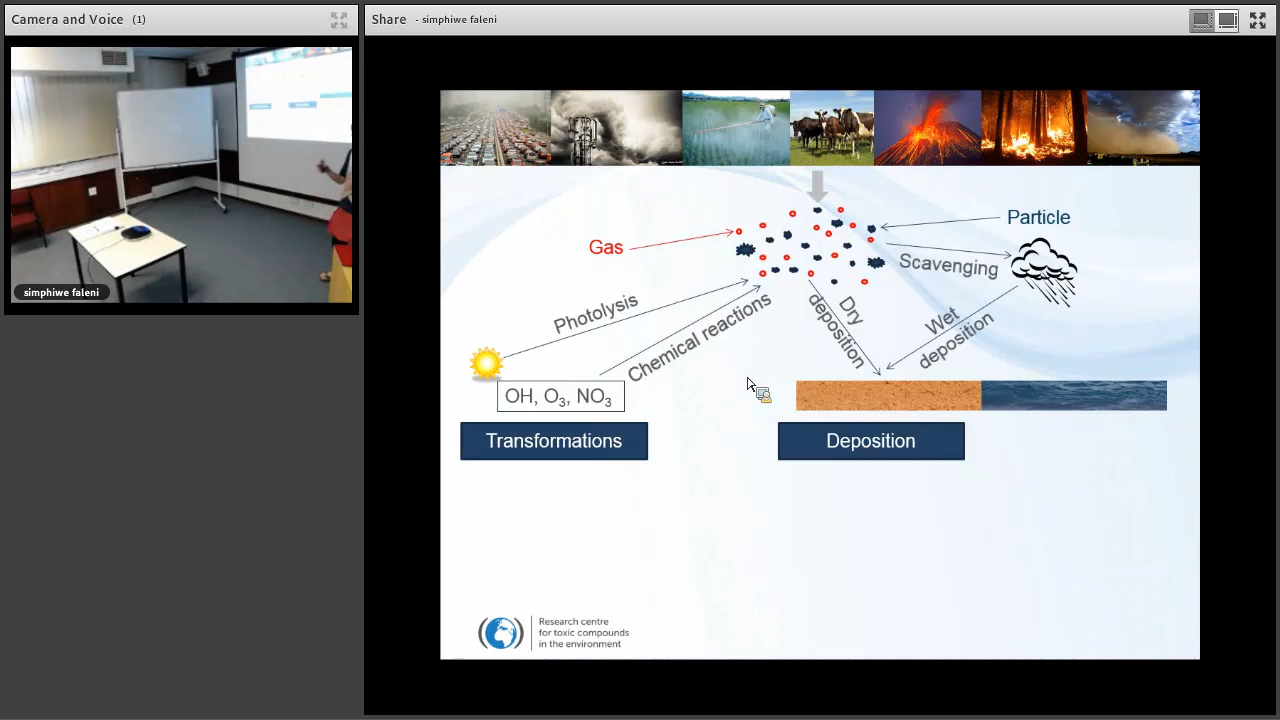 Camera and Voice (1)
Share - simphiwe faleni
simphiwe faleni
Gas
Particle
Scavenging
Photolysis
Chemical reactions
Dry
deposition
Wet
deposition
OH, O₃, NO₃
Transformations
Deposition
Research centre
for toxic compounds
in the environment